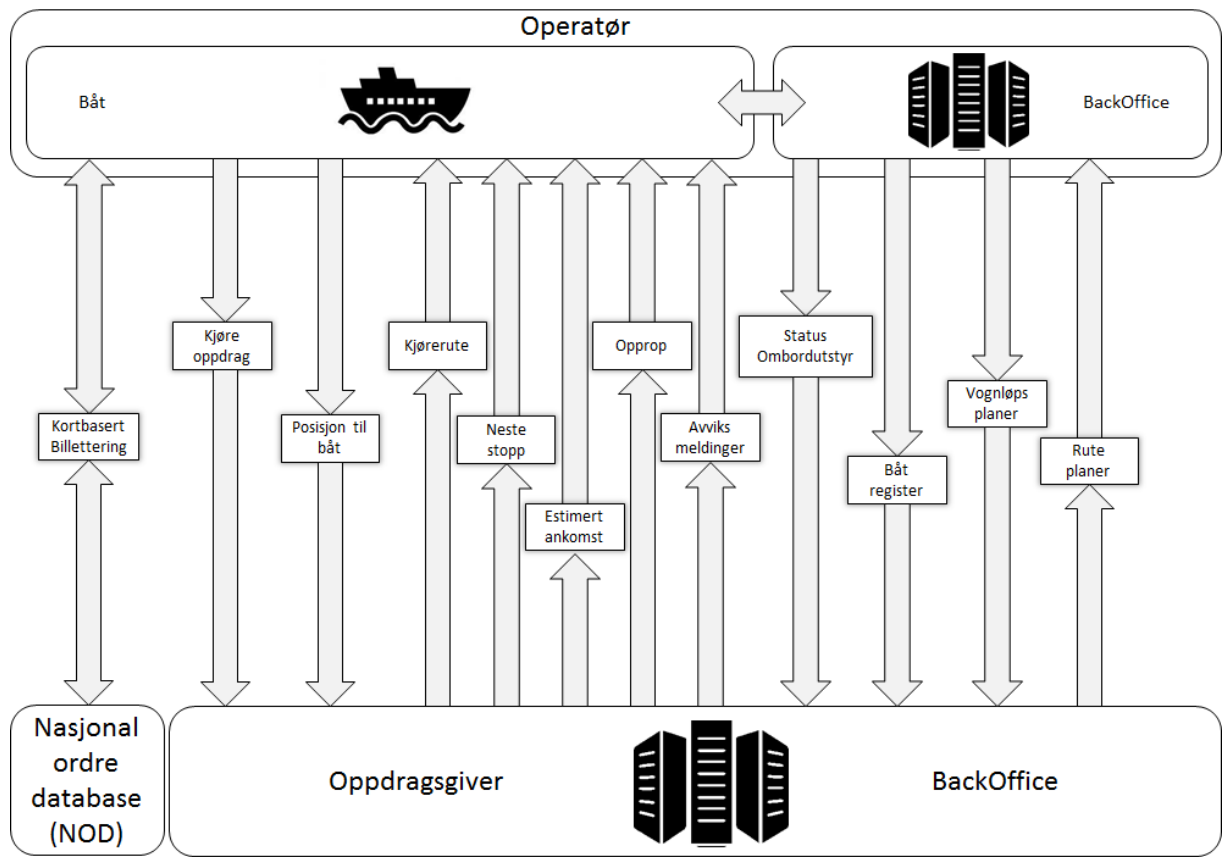 Operatør
Båt
BackOffice
Kjøre
oppdrag
Kjørerute
Opprop
Status
Ombordutstyr
Vognløps
planer
Kortbasert
Billettering
Posisjon til
båt
Neste
stopp
Avviks
meldinger
Båt
register
Rute
planer
Estimert
ankomst
Nasjonal
ordre
database
(NOD)
Oppdragsgiver
BackOffice